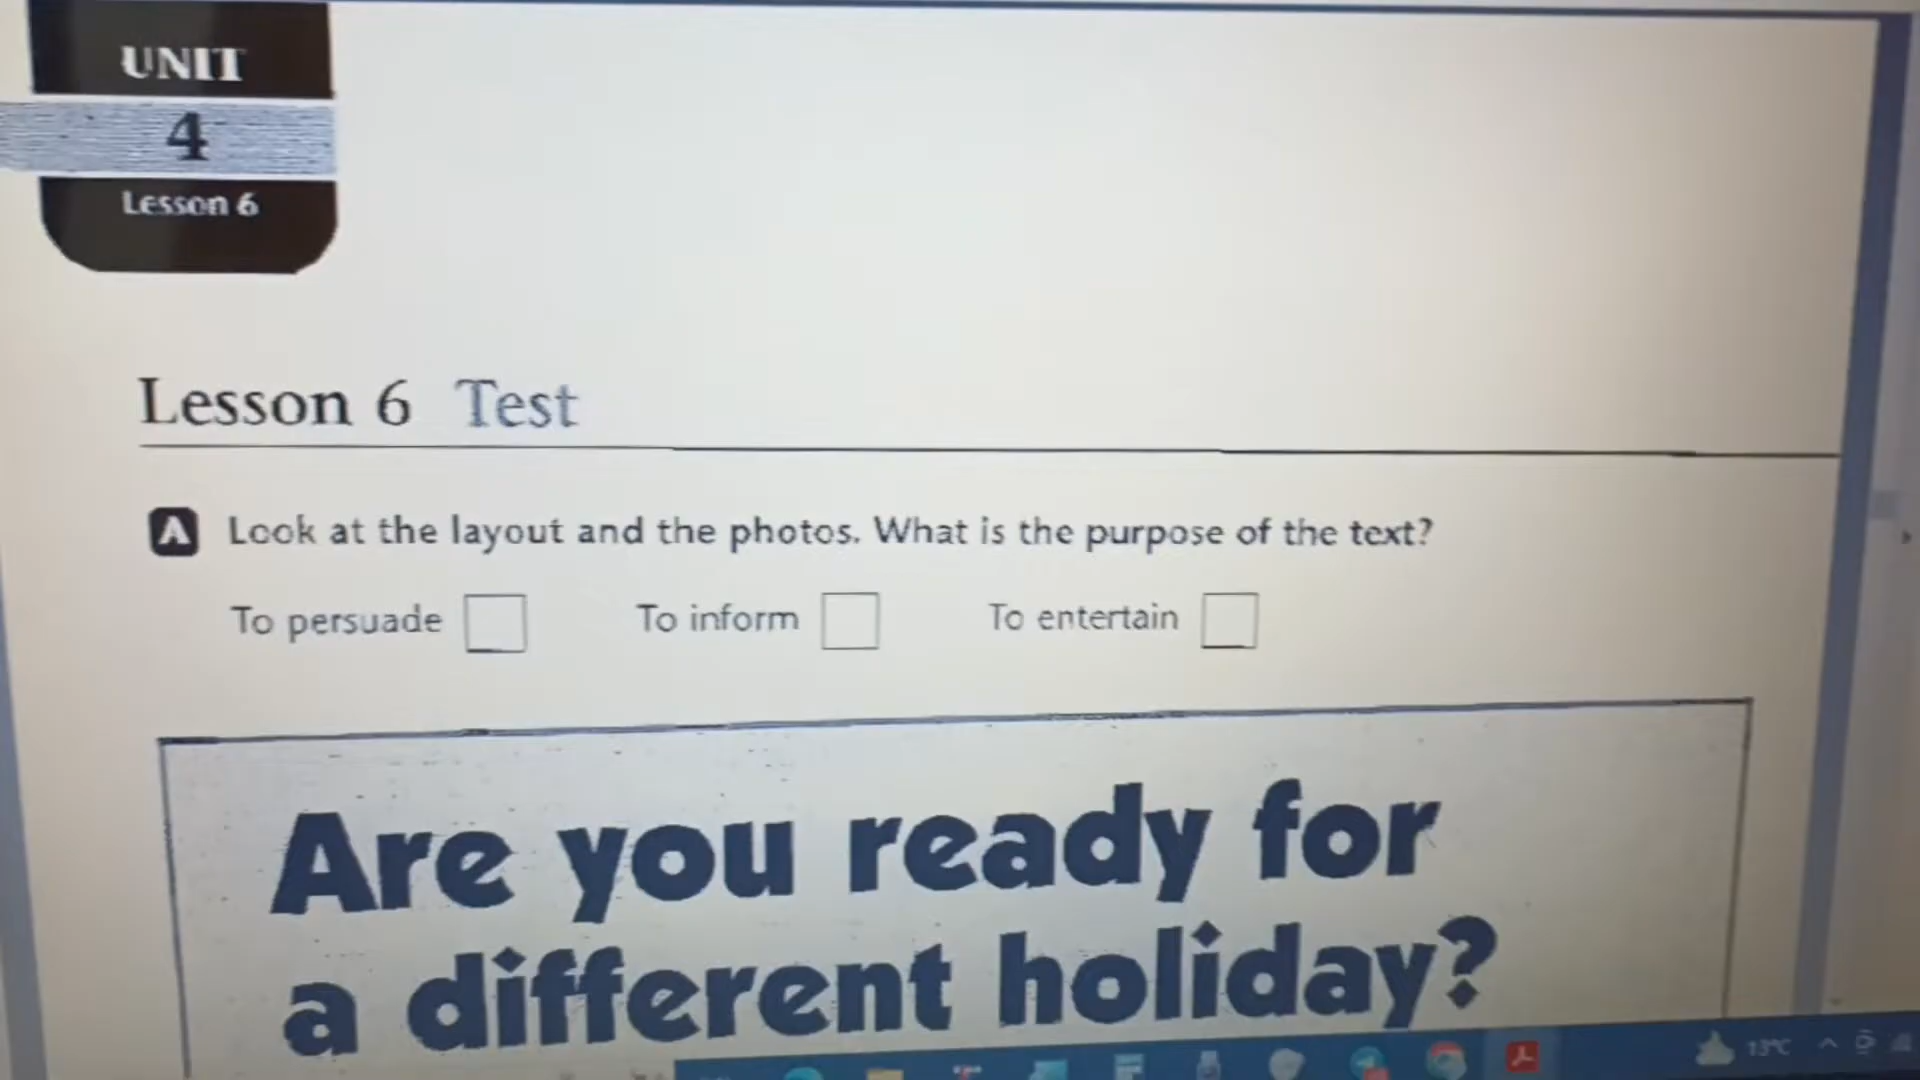 UNIT
4
Lesson 6
Lesson 6 Test
A Look at the layout and the photos. What is the purpose of the text?
To persuade To inform To entertain
Are you ready for
a different holiday?
13°C